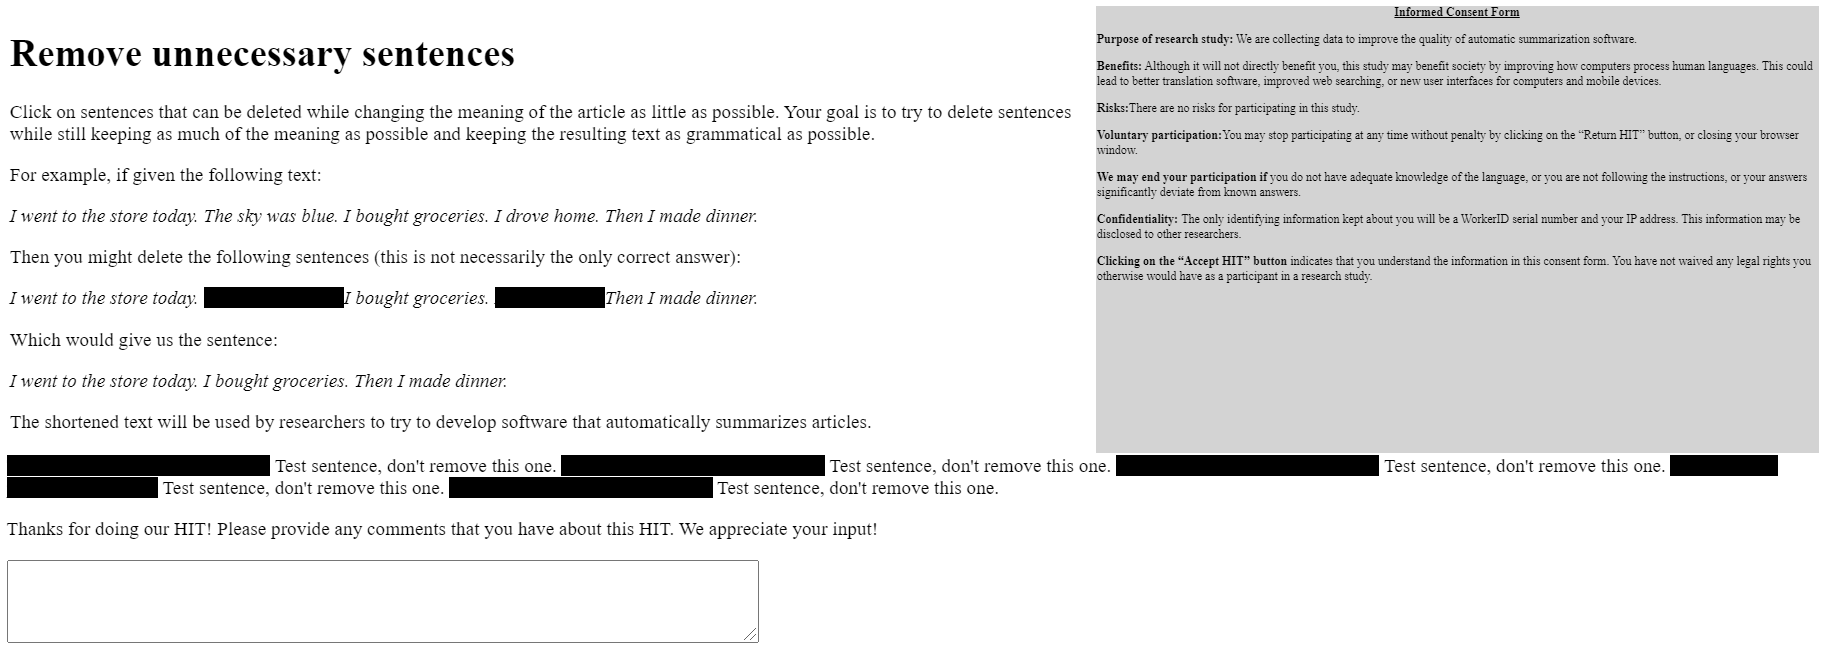 Remove unnecessary sentences
Click on sentences that can be deleted while changing the meaning of the article as little as possible. Your goal is to try to delete sentences
while still keeping as much of the meaning as possible and keeping the resulting text as grammatical as possible.
For example, if given the following text:
I went to the store today. The sky was blue. I bought groceries. I drove home. Then I made dinner.
Then you might delete the following sentences (this is not necessarily the only correct answer):
I went to the store today. I bought groceries. Then I made dinner.
Which would give us the sentence:
I went to the store today. I bought groceries. Then I made dinner.
The shortened text will be used by researchers to try to develop software that automatically summarizes articles.
Informed Consent Form
Purpose of research study: We are collecting data to improve the quality of automatic summarization software.
Benefits: Although it will not directly benefit you, this study may benefit society by improving how computers process human languages. This could
lead to better translation software, improved web searching, or new user interfaces for computers and mobile devices.
Risks:There are no risks for participating in this study.
Voluntary participation:You may stop participating at any time without penalty by clicking on the “Return HIT” button, or closing your browser
window.
We may end your participation if you do not have adequate knowledge of the language, or you are not following the instructions, or your answers
significantly deviate from known answers.
Confidentiality: The only identifying information kept about you will be a WorkerID serial number and your IP address. This information may be
disclosed to other researchers.
Clicking on the “Accept HIT” button indicates that you understand the information in this consent form. You have not waived any legal rights you
otherwise would have as a participant in a research study.
Test sentence, don't remove this one. Test sentence, don't remove this one. Test sentence, don't remove this one.
Test sentence, don't remove this one. Test sentence, don't remove this one.
Thanks for doing our HIT! Please provide any comments that you have about this HIT. We appreciate your input!